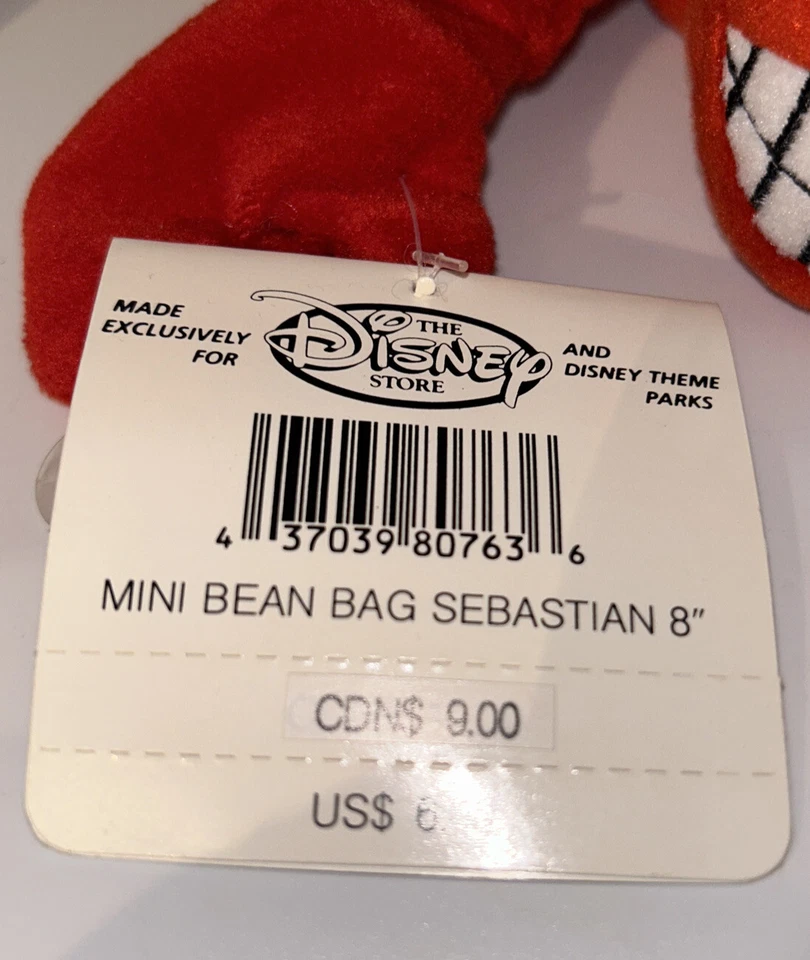 MADE
EXCLUSIVELY
FOR
THE
DISNEY
STORE
AND
DISNEY THEME
PARKS
4 37039 80763 6
MINI BEAN BAG SEBASTIAN 8"
CDN$ 9.00
US$